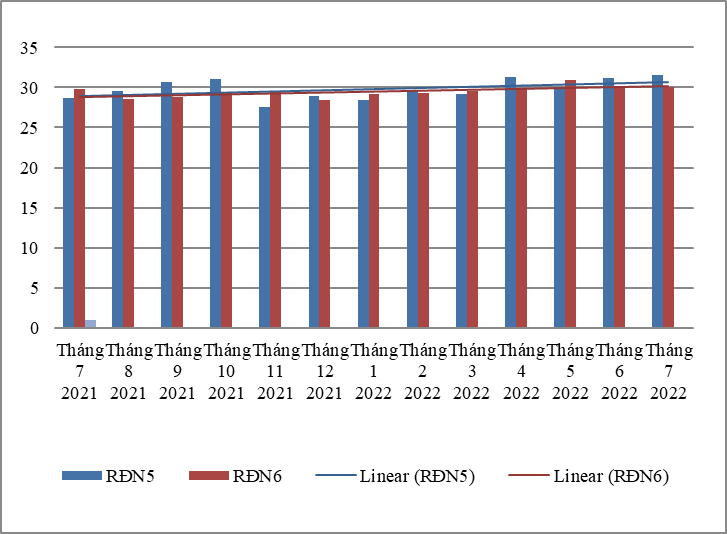 35
30
25
20
15
10
5
0
Tháng Tháng Tháng Tháng Tháng Tháng Tháng Tháng Tháng Tháng Tháng Tháng Tháng
7 8 9 10 11 12 1 2 3 4 5 6 7
2021 2021 2021 2021 2021 2021 2022 2022 2022 2022 2022 2022 2022
RĐN5 RĐN6 Linear (RĐN5) Linear (RĐN6)